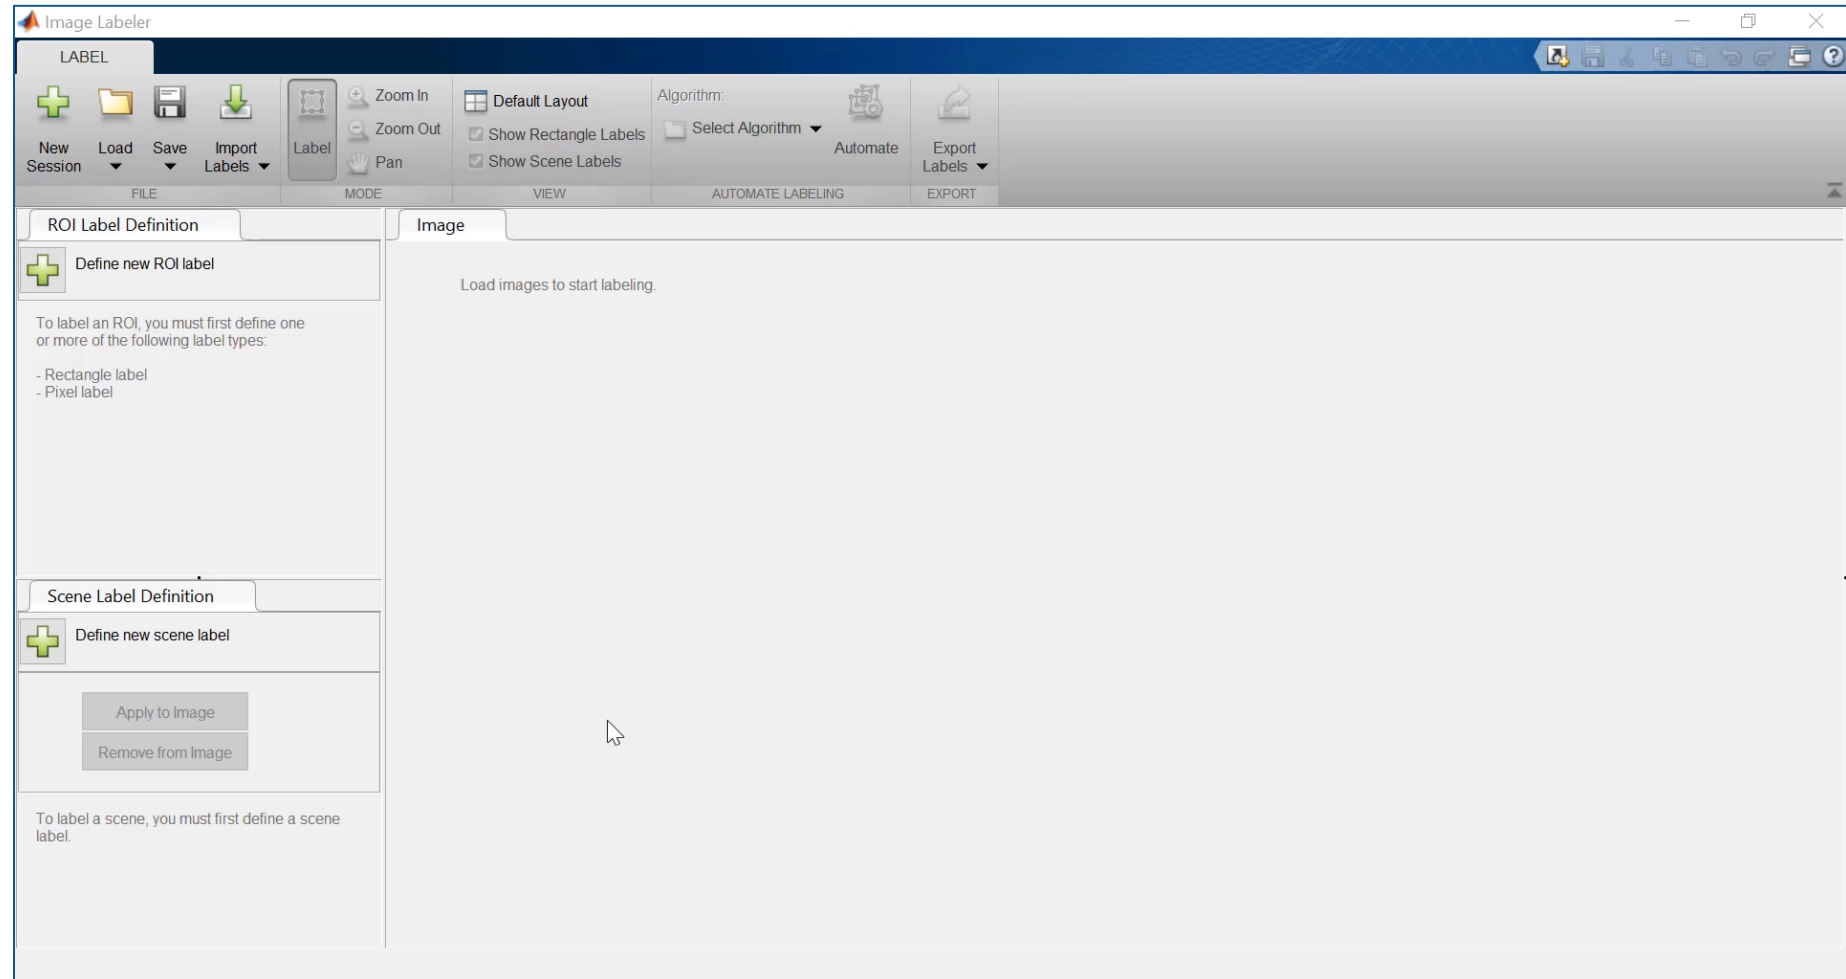 Image Labeler
LABEL
New Session
Load
Save
Import Labels
Label
Zoom In
Zoom Out
Pan
Default Layout
Show Rectangle Labels
Show Scene Labels
Algorithm:
Select Algorithm
Automate
Export Labels
FILE
MODE
VIEW
AUTOMATE LABELING
EXPORT
ROI Label Definition
Define new ROI label
To label an ROI, you must first define one
or more of the following label types:
- Rectangle label
- Pixel label
Image
Load images to start labeling.
Scene Label Definition
Define new scene label
Apply to Image
Remove from Image
To label a scene, you must first define a scene
label.